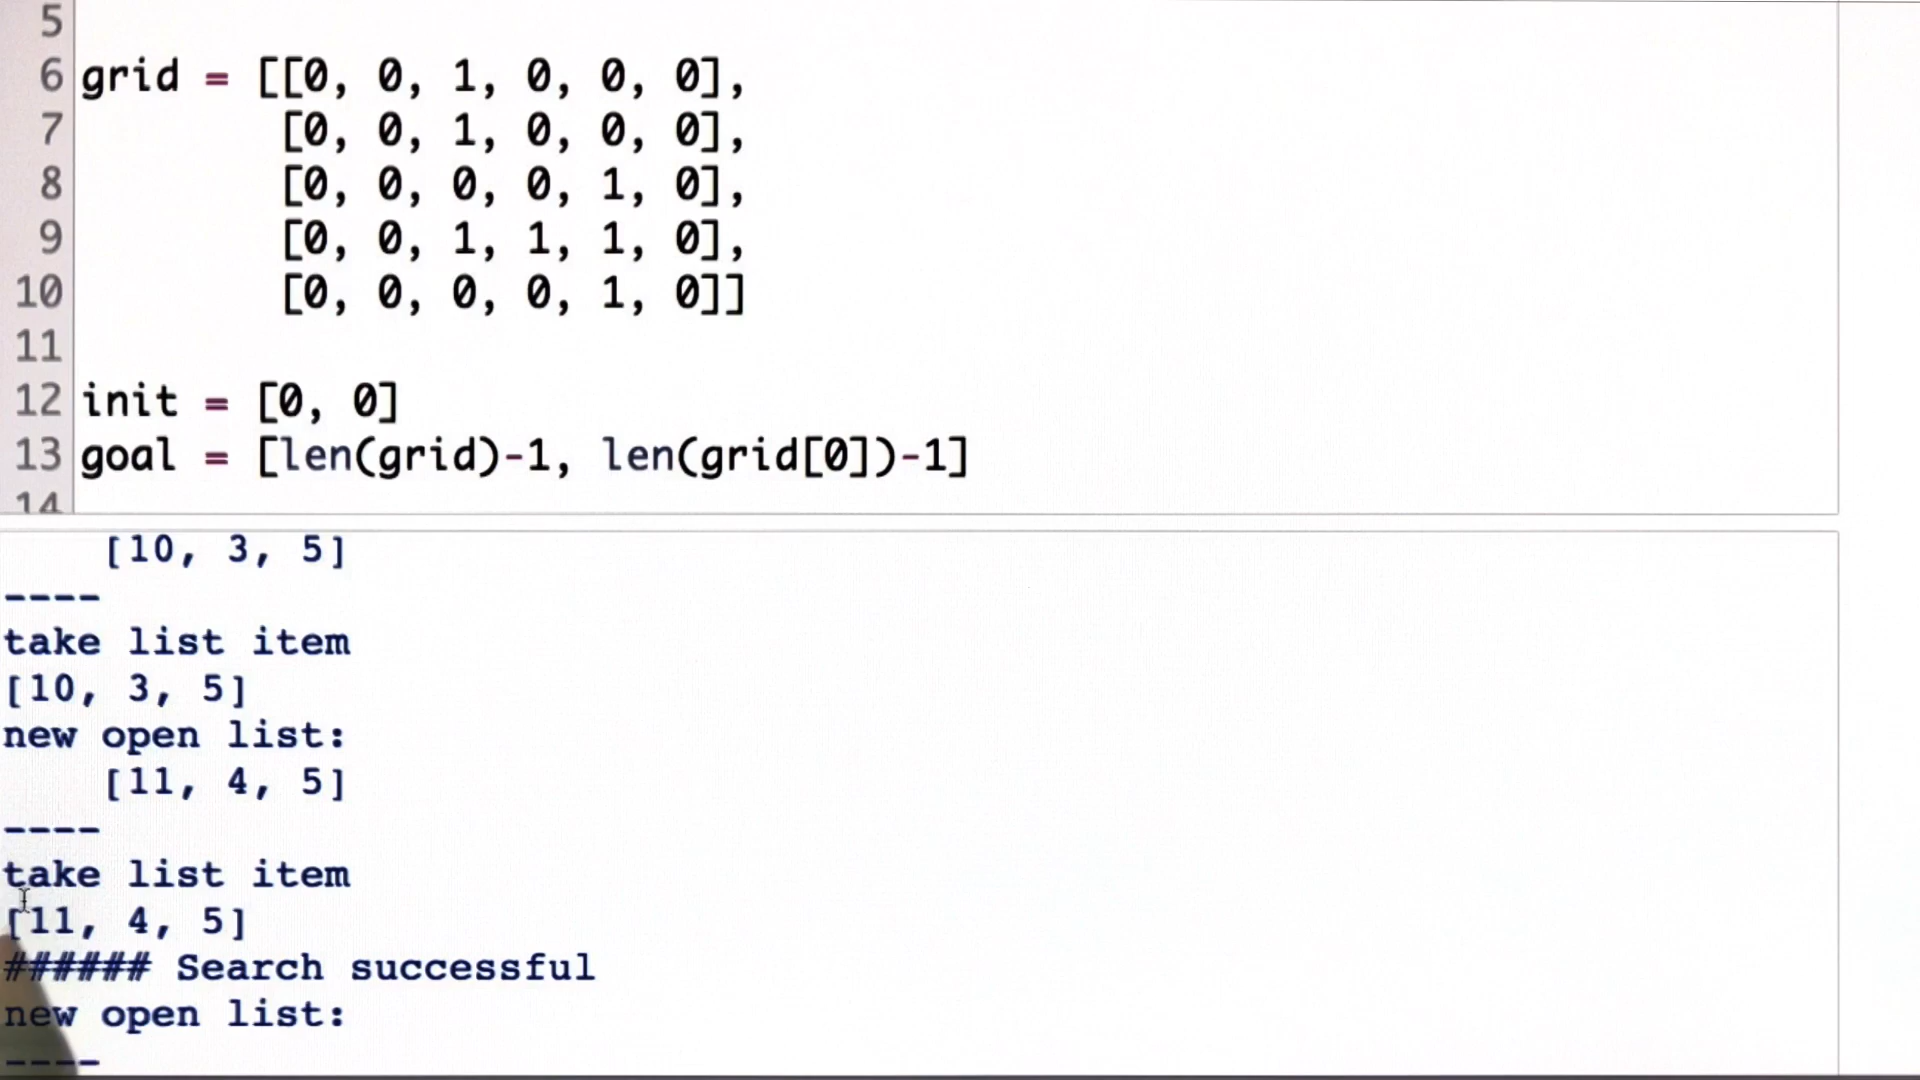 5
6 grid = [[0, 0, 1, 0, 0, 0],
7 [0, 0, 1, 0, 0, 0],
8 [0, 0, 0, 0, 1, 0],
9 [0, 0, 1, 1, 1, 0],
10 [0, 0, 0, 0, 1, 0]]
11
12 init = [0, 0]
13 goal = [len(grid)-1, len(grid[0])-1]
14
[10, 3, 5]
----
take list item
[10, 3, 5]
new open list:
[11, 4, 5]
----
take list item
[11, 4, 5]
###### Search successful
new open list:
----